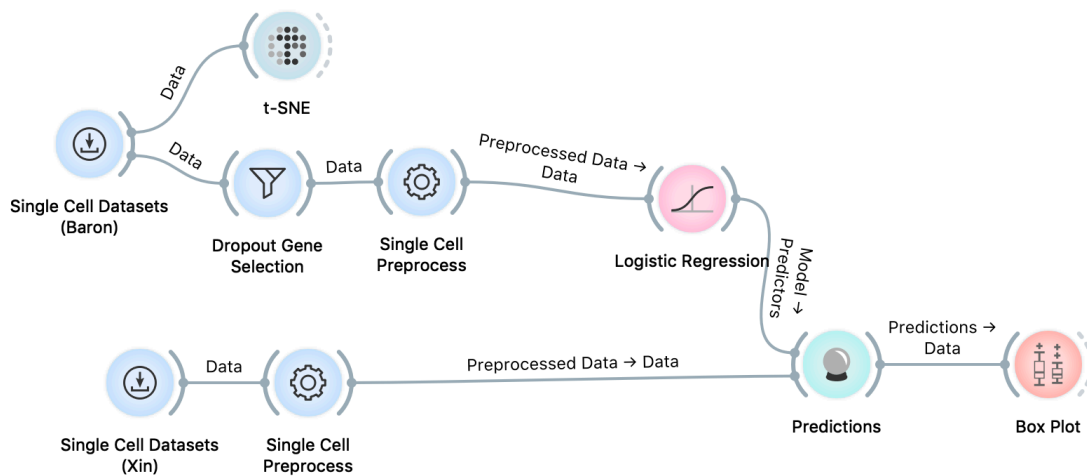 Data
t-SNE
Single Cell Datasets
(Baron)
Data
Dropout Gene
Selection
Data
Single Cell
Preprocess
Preprocessed Data →
Data
Logistic Regression
Model →
Predictors
Single Cell Datasets
(Xin)
Data
Single Cell
Preprocess
Preprocessed Data → Data
Predictions
Predictions →
Data
Box Plot